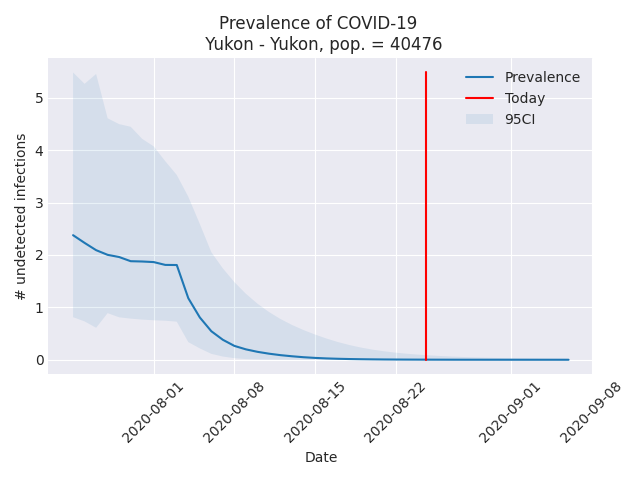 Prevalence of COVID-19
Yukon - Yukon, pop. = 40476
Prevalence
Today
95CI
# undetected infections
5
4
3
2
1
0
2020-08-01
2020-08-08
2020-08-15
2020-08-22
2020-09-01
2020-09-08
Date